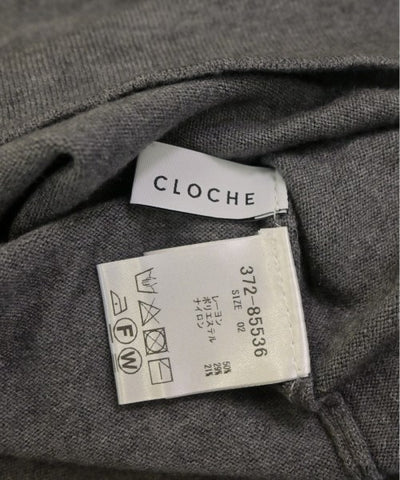 CLOCHE
372-85536
SIZE 02
レーヨン 50%
ポリエステル 29%
ナイロン 21%
F W